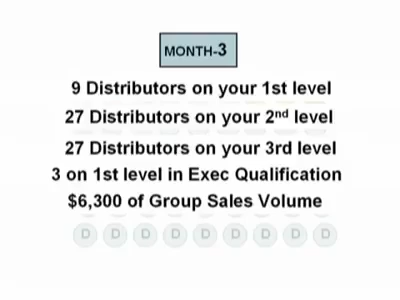 MONTH-3
9 Distributors on your 1st level
27 Distributors on your 2nd level
27 Distributors on your 3rd level
3 on 1st level in Exec Qualification
$6,300 of Group Sales Volume
D D D D D D D D D